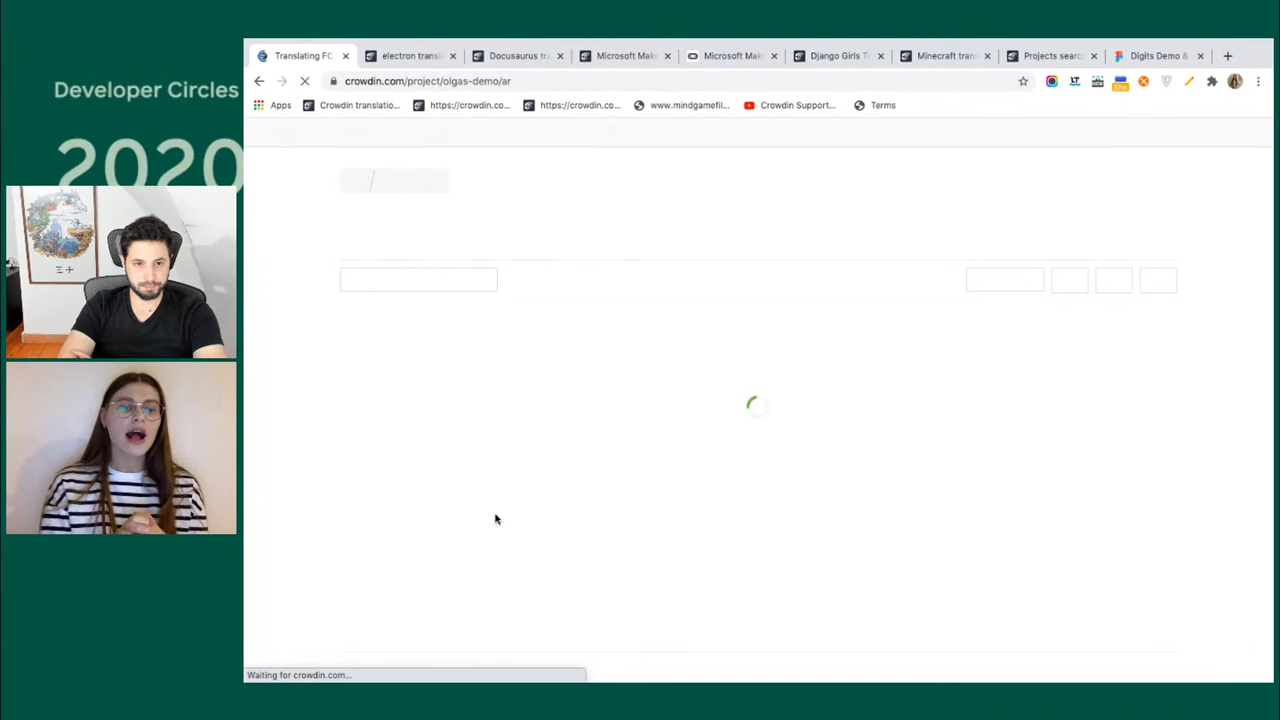 Developer Circles
2020
Translating FC
electron transl
Docusaurus tra
Microsoft Mak
Microsoft Mak
Django Girls T
Minecraft tran
Projects search
Digits Demo &
crowdin.com/project/olgas-demo/ar
Apps
Crowdin translatio...
https://crowdin.co...
https://crowdin.co...
www.mindgamefil...
Crowdin Support...
Terms
Waiting for crowdin.com...